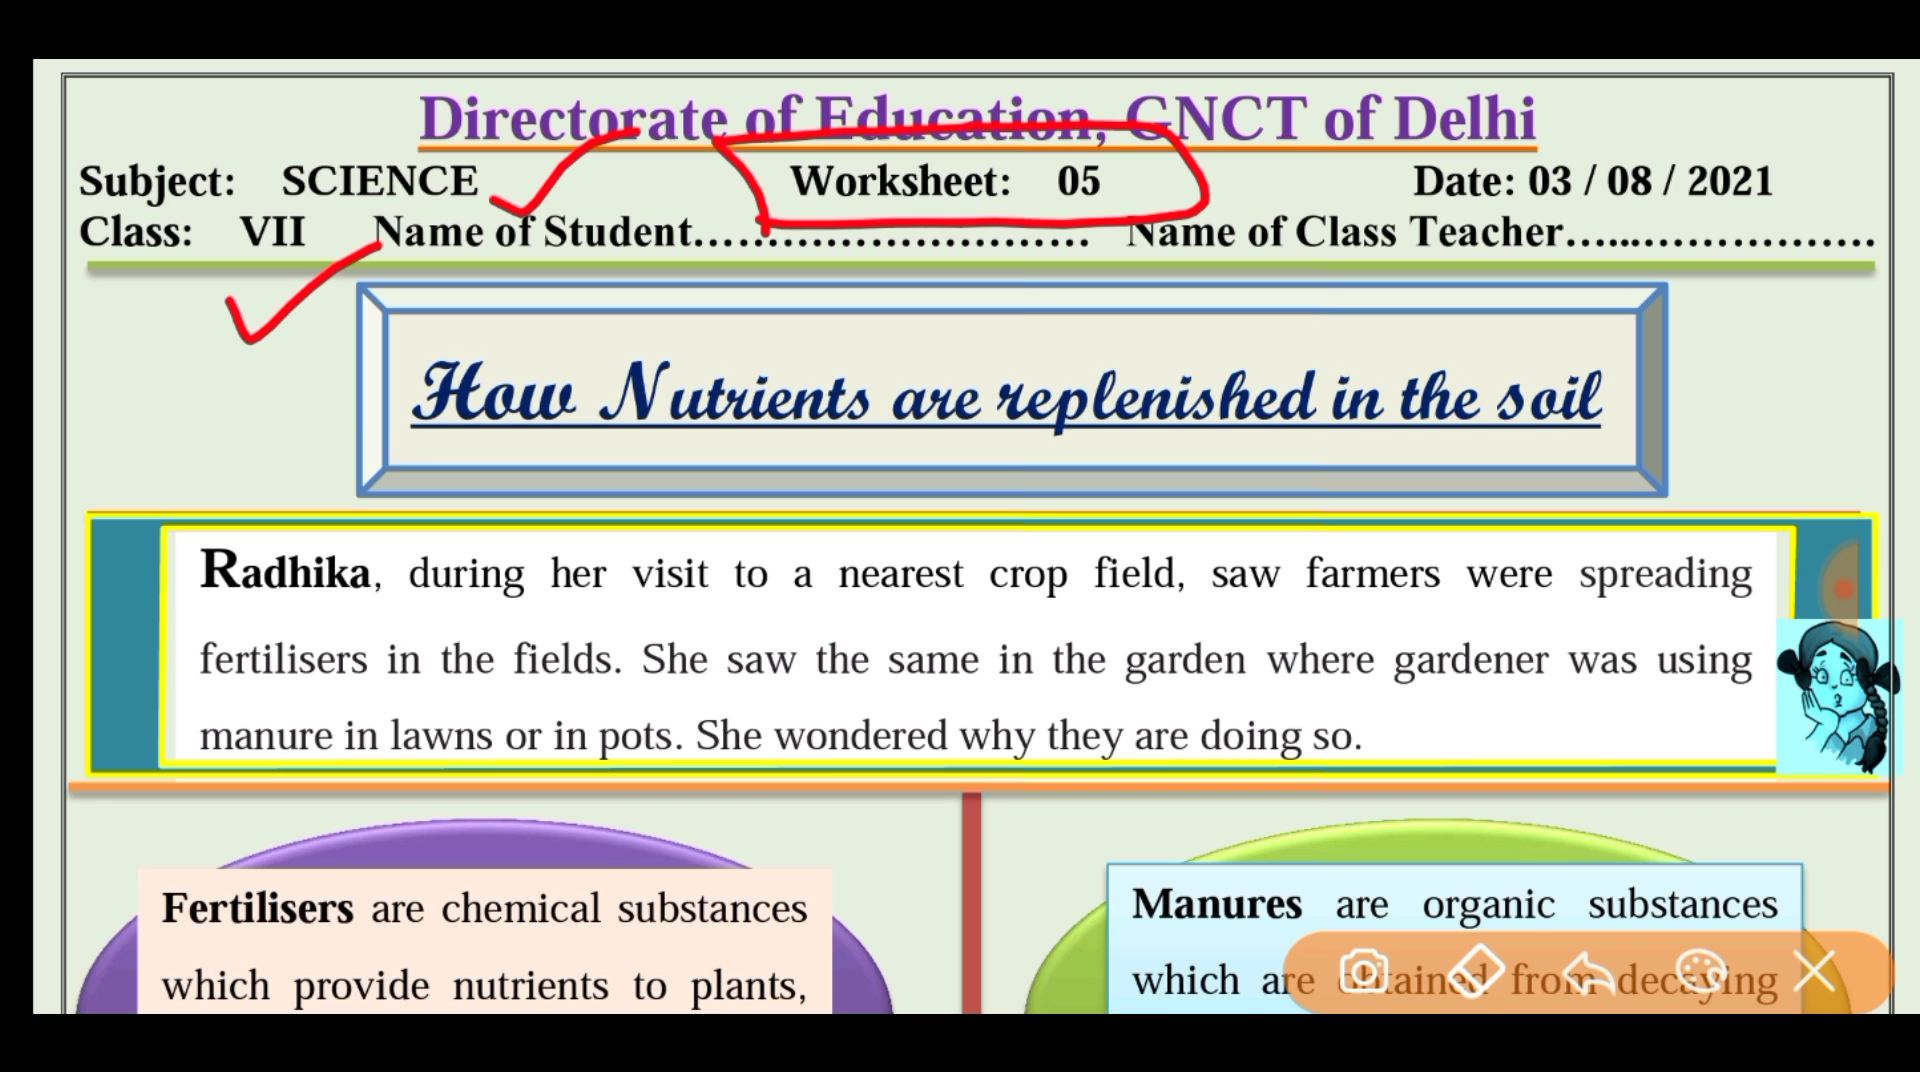 Directorate of Education, GNCT of Delhi
Subject: SCIENCE Worksheet: 05 Date: 03 / 08 / 2021
Class: VII Name of Student........................... Name of Class Teacher.....................
How Nutrients are replenished in the soil
Radhika, during her visit to a nearest crop field, saw farmers were spreading
fertilisers in the fields. She saw the same in the garden where gardener was using
manure in lawns or in pots. She wondered why they are doing so.
Fertilisers are chemical substances
which provide nutrients to plants,
Manures are organic substances
which are obtained from decaying